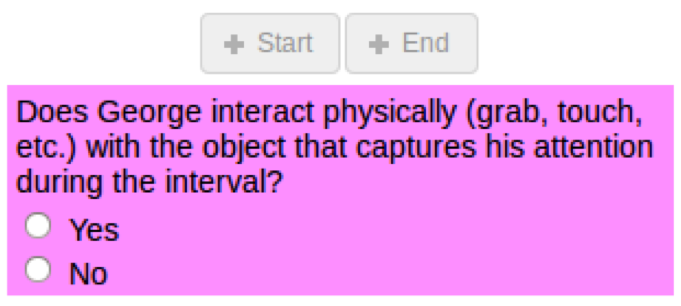 + Start + End
Does George interact physically (grab, touch,
etc.) with the object that captures his attention
during the interval?
Yes
No